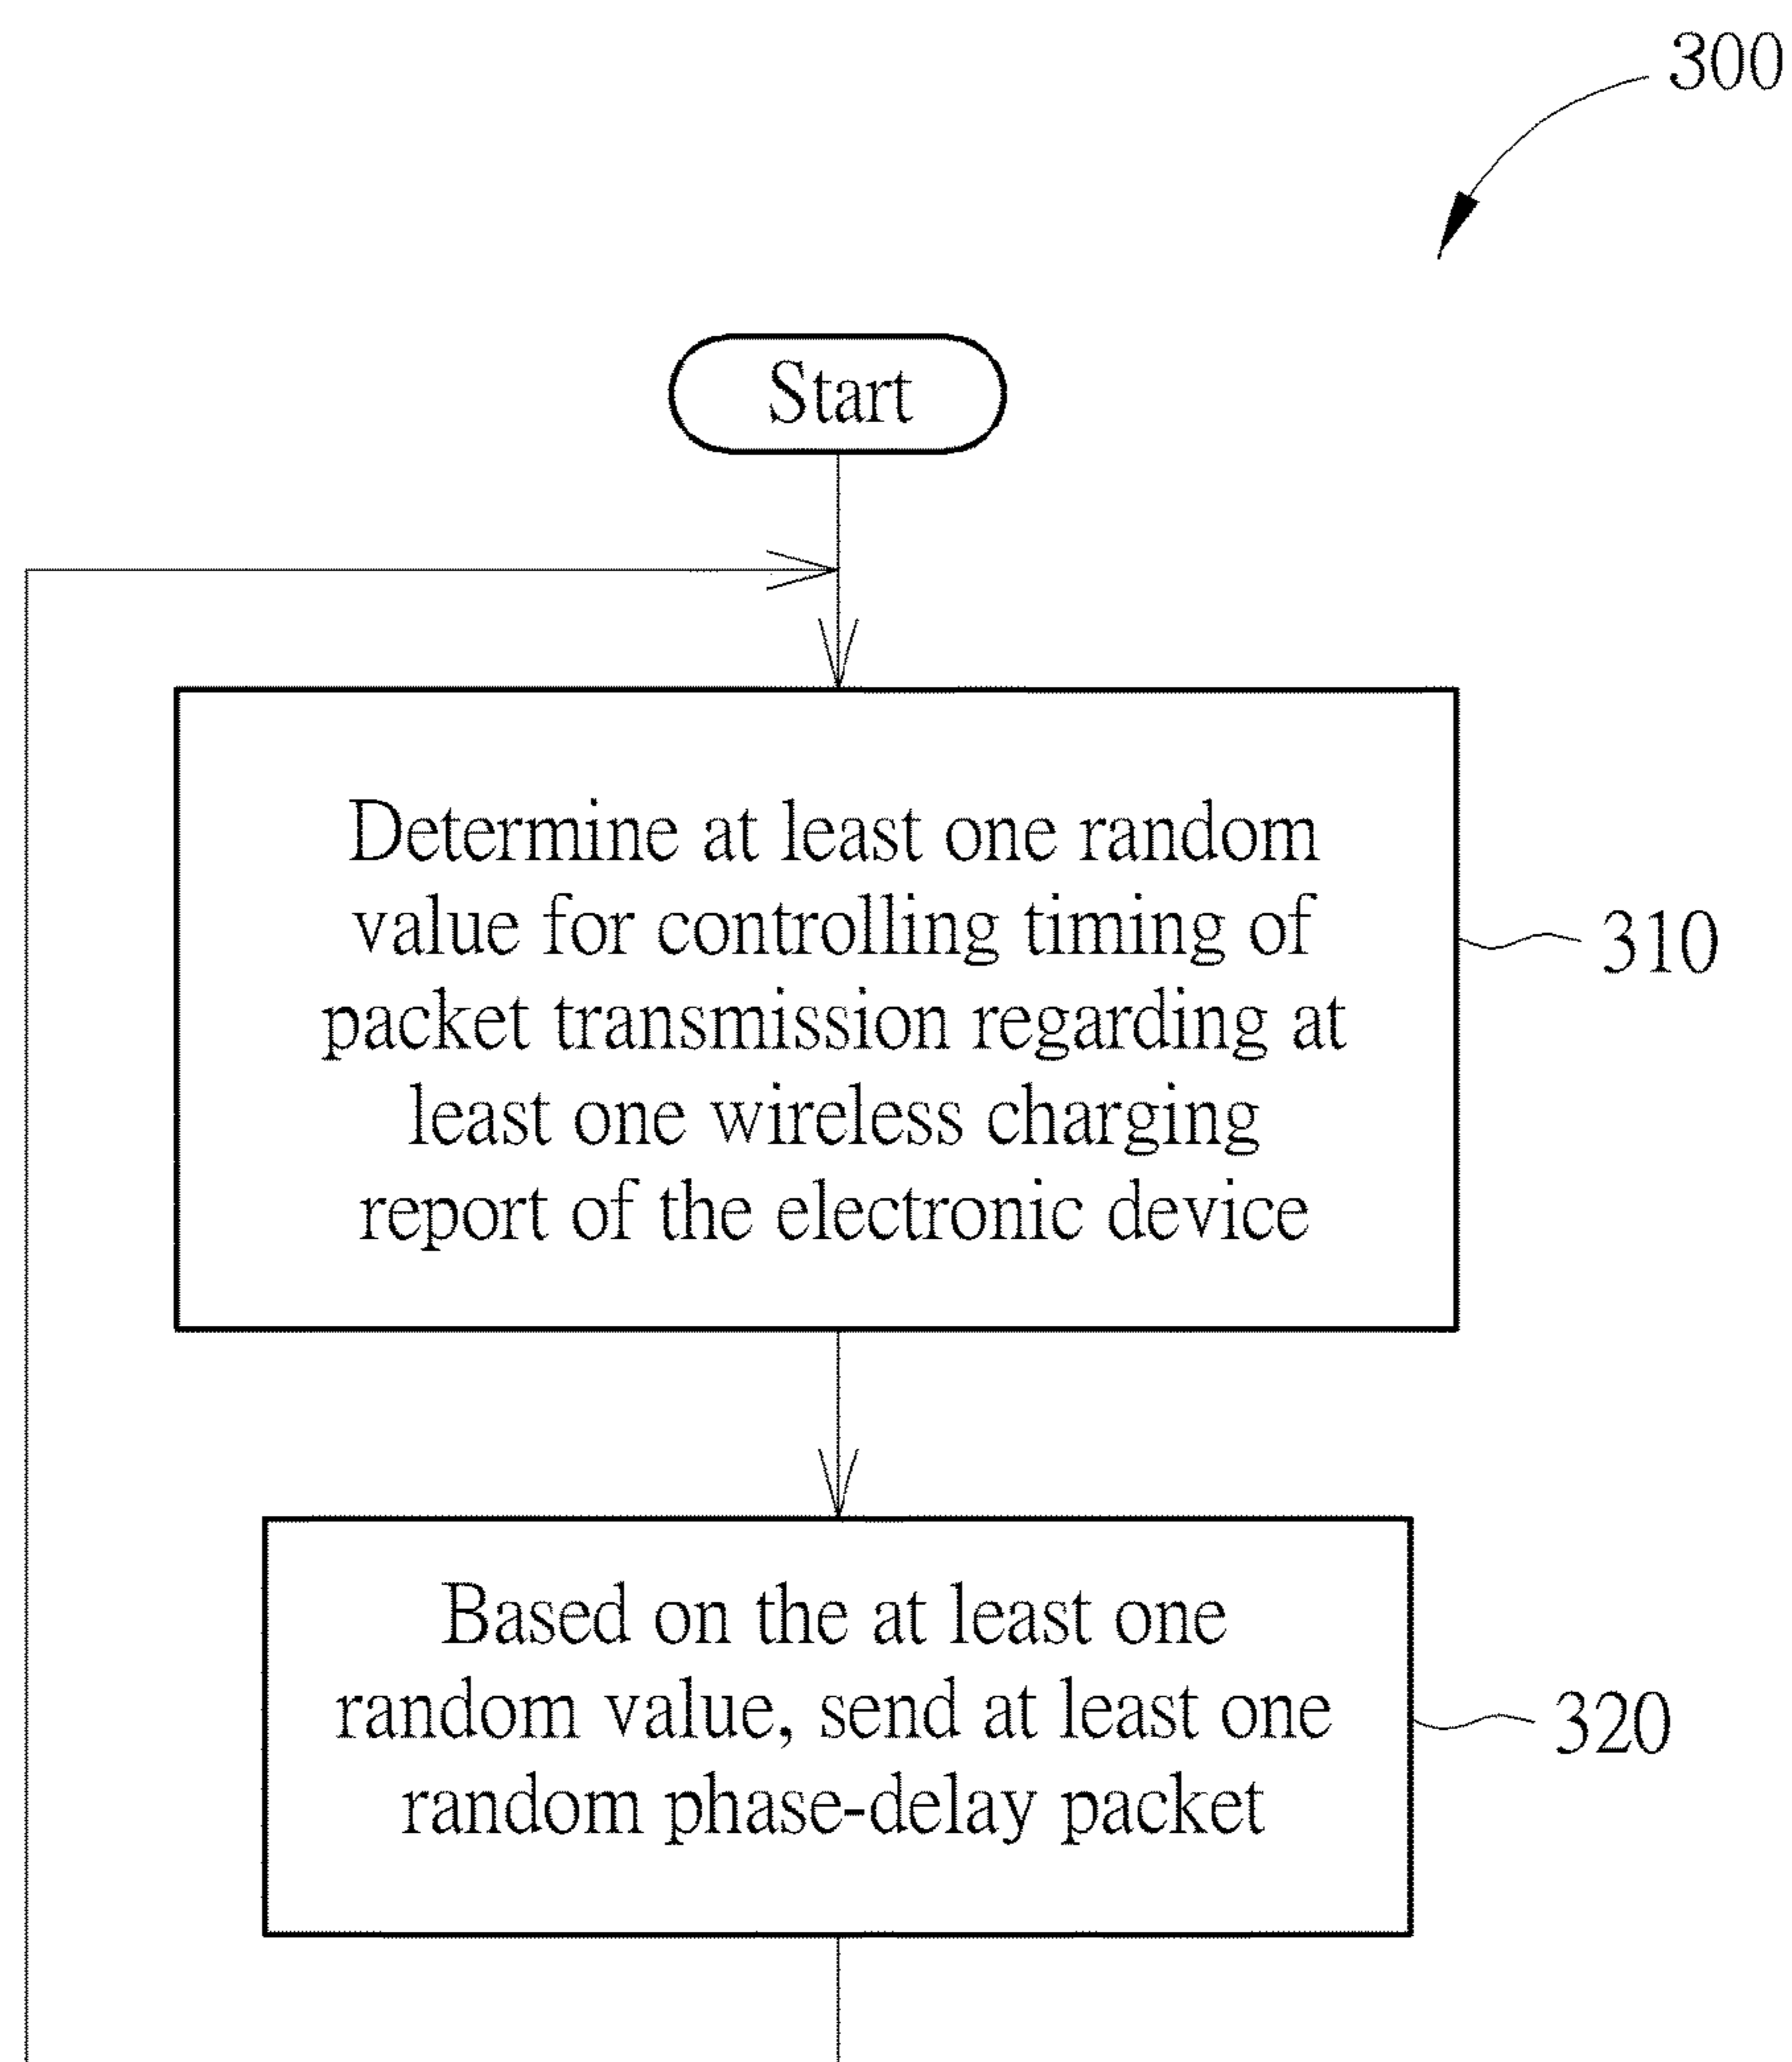 300
Start
Determine at least one random
value for controlling timing of
packet transmission regarding at
least one wireless charging
report of the electronic device
310
Based on the at least one
random value, send at least one
random phase-delay packet
320